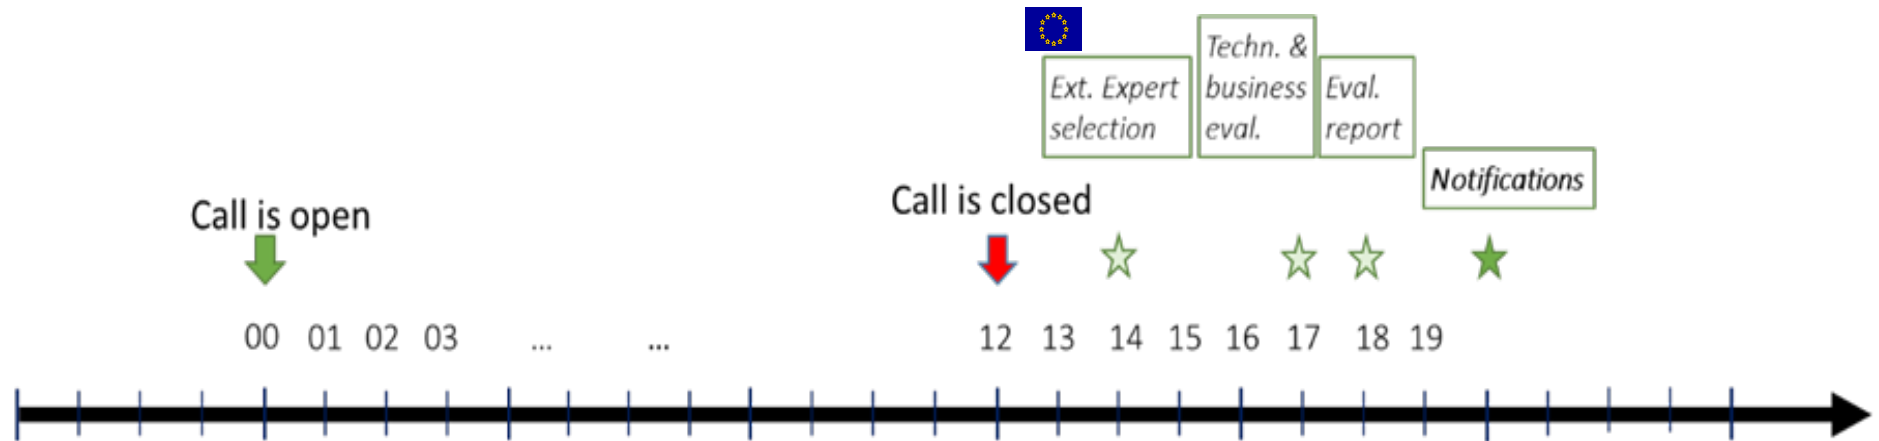 Techn. &
business
eval.
Ext. Expert
selection
Eval.
report
Notifications
Call is open
Call is closed
00 01 02 03 ... ... 12 13 14 15 16 17 18 19